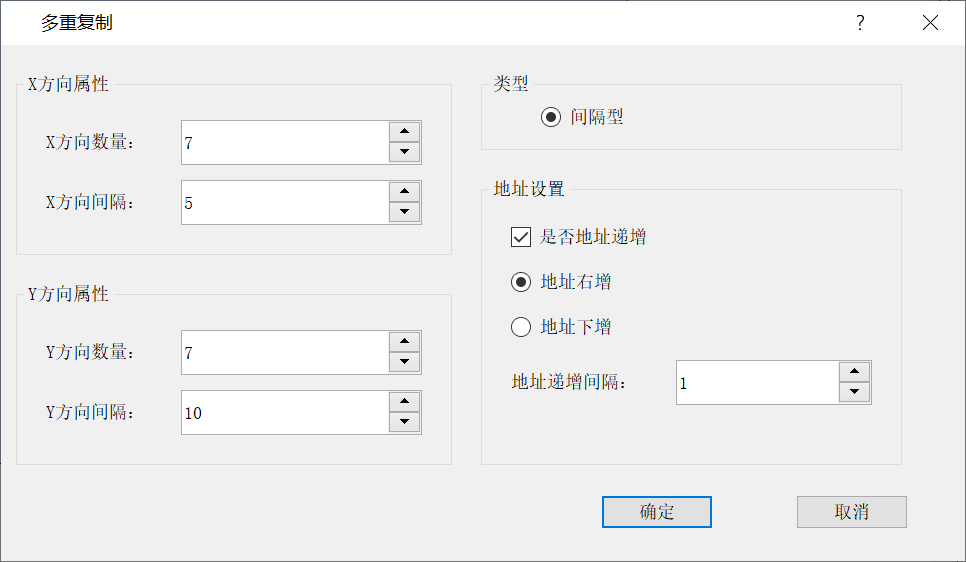 多重复制
X方向属性
X方向数量：
7
X方向间隔：
5
Y方向属性
Y方向数量：
7
Y方向间隔：
10
类型
间隔型
地址设置
是否地址递增
地址右增
地址下增
地址递增间隔：
1
确定
取消